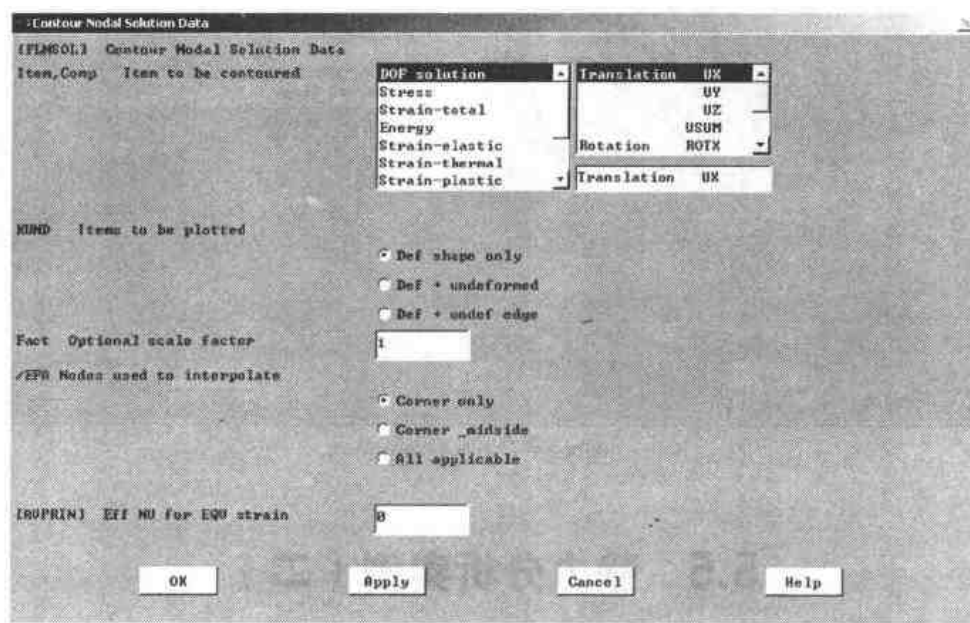 Contour Nodal Solution Data
[PLNSOL] Contour Nodal Solution Data
Item,Comp Item to be contoured
DOF solution
Stress
Strain-total
Energy
Strain-elastic
Strain-thermal
Strain-plastic
Translation UX
UY
UZ
USUM
Rotation ROTX
Translation UX
KUND Items to be plotted
Def shape only
Def + undeformed
Def + undef edge
Fact Optional scale factor
1
/EFA Nodes used to interpolate
Corner only
Corner _midside
All applicable
[AVPRIN] Eff NU for EQV strain
0
OK
Apply
Cancel
Help